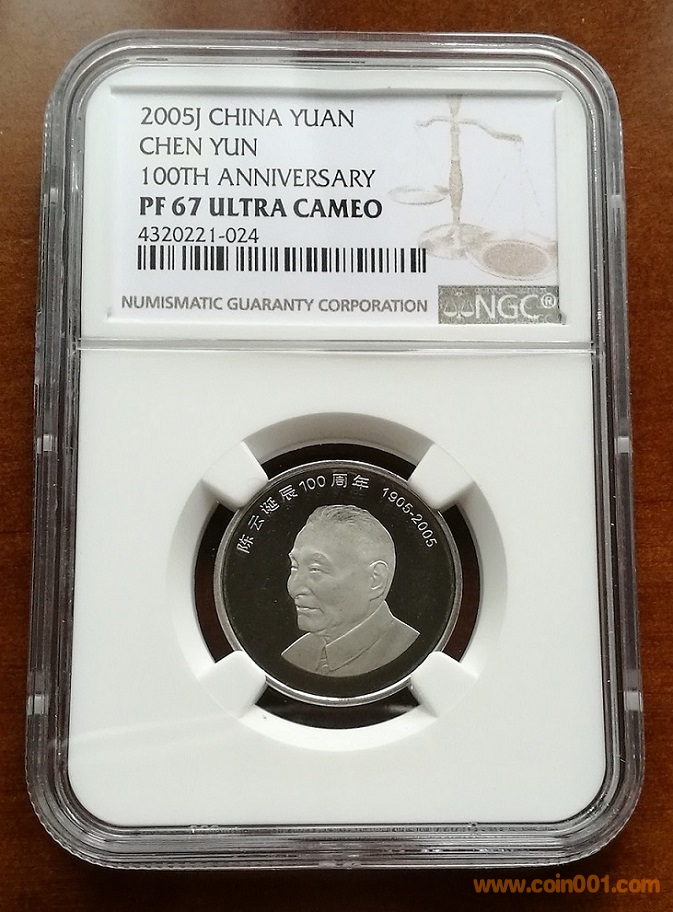 2005J CHINA YUAN
CHEN YUN
100TH ANNIVERSARY
PF 67 ULTRA CAMEO
4320221-024
NUMISMATIC GUARANTY CORPORATION
NGC®
陈云诞辰100周年 1905-2005
www.coin001.com